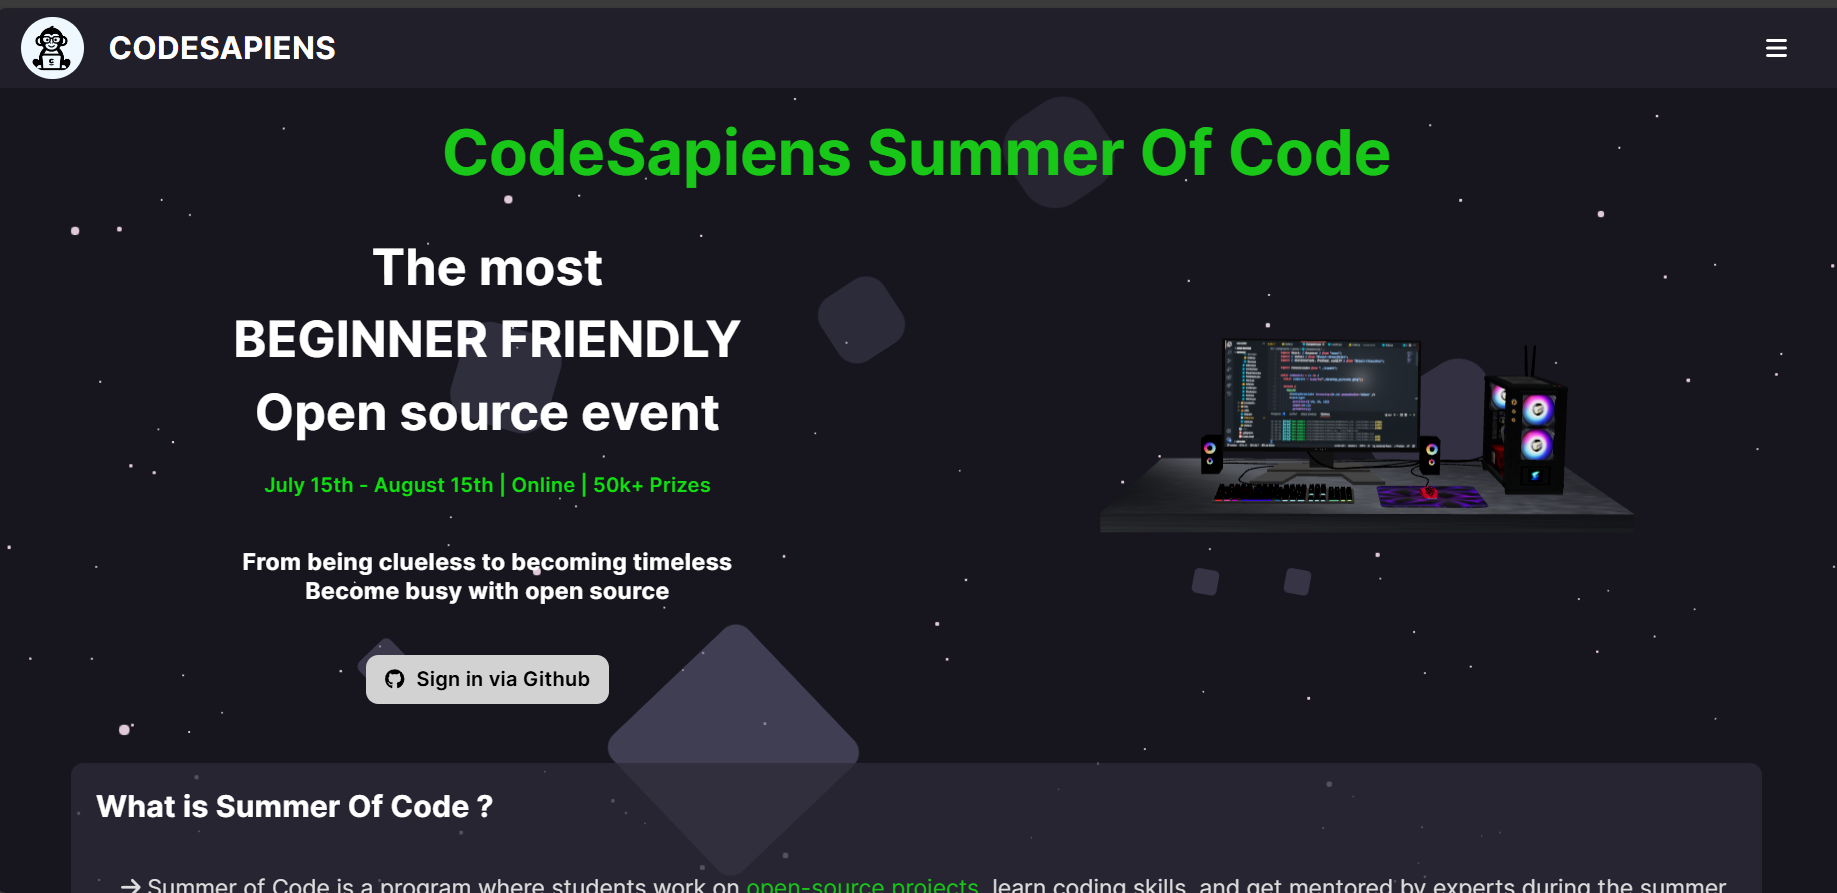 CODESAPIENS
CodeSapiens Summer Of Code
The most
BEGINNER FRIENDLY
Open source event
July 15th - August 15th | Online | 50k+ Prizes
From being clueless to becoming timeless
Become busy with open source
Sign in via Github
What is Summer Of Code ?
→ Summer of Code is a program where students work on open-source projects, learn coding skills, and get mentored by experts during the summer